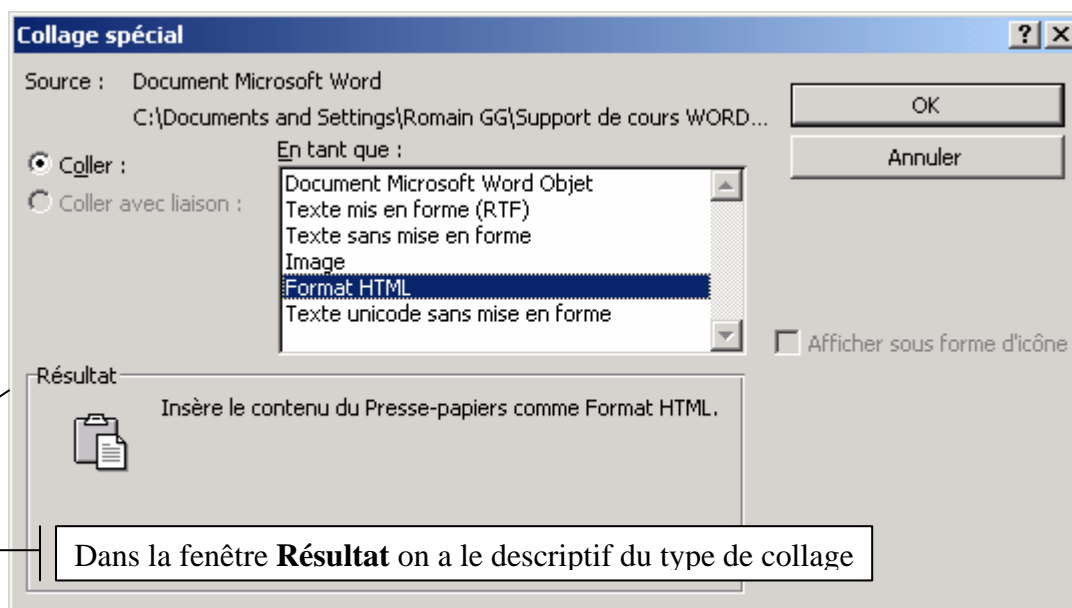 Collage spécial
Source : Document Microsoft Word
C:\Documents and Settings\Romain GG\Support de cours WORD...
OK
Annuler
Coller :
Coller avec liaison :
En tant que :
Document Microsoft Word Objet
Texte mis en forme (RTF)
Texte sans mise en forme
Image
Format HTML
Texte unicode sans mise en forme
Afficher sous forme d'icône
Résultat
Insère le contenu du Presse-papiers comme Format HTML.
Dans la fenêtre Résultat on a le descriptif du type de collage